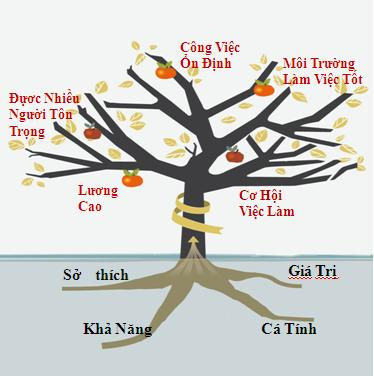 Công Việc
Ổn Định
Môi Trường
Làm Việc Tốt
Được Nhiều
Người Tôn
Trọng
Lương
Cao
Cơ Hội
Việc Làm
Sở thích
Giá Trị
Khả Năng
Cá Tính